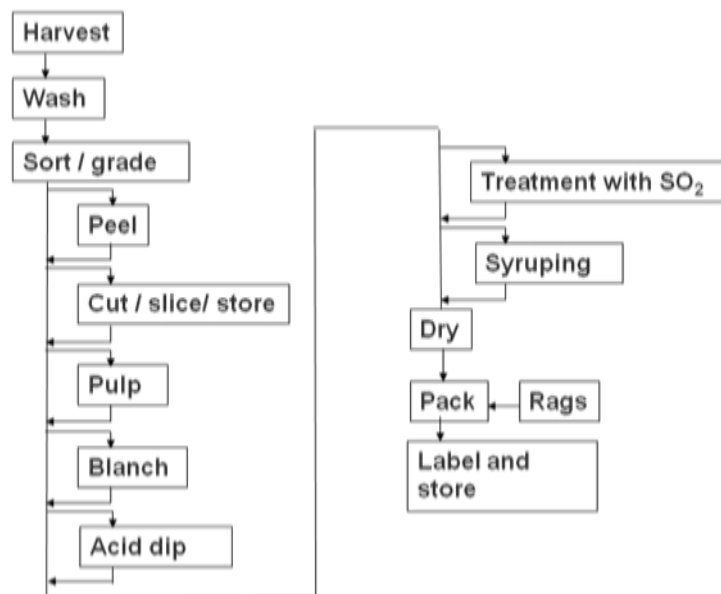 Harvest
Wash
Sort / grade
Peel
Cut / slice/ store
Pulp
Blanch
Acid dip
Treatment with SO₂
Syruping
Dry
Pack
Rags
Label and
store